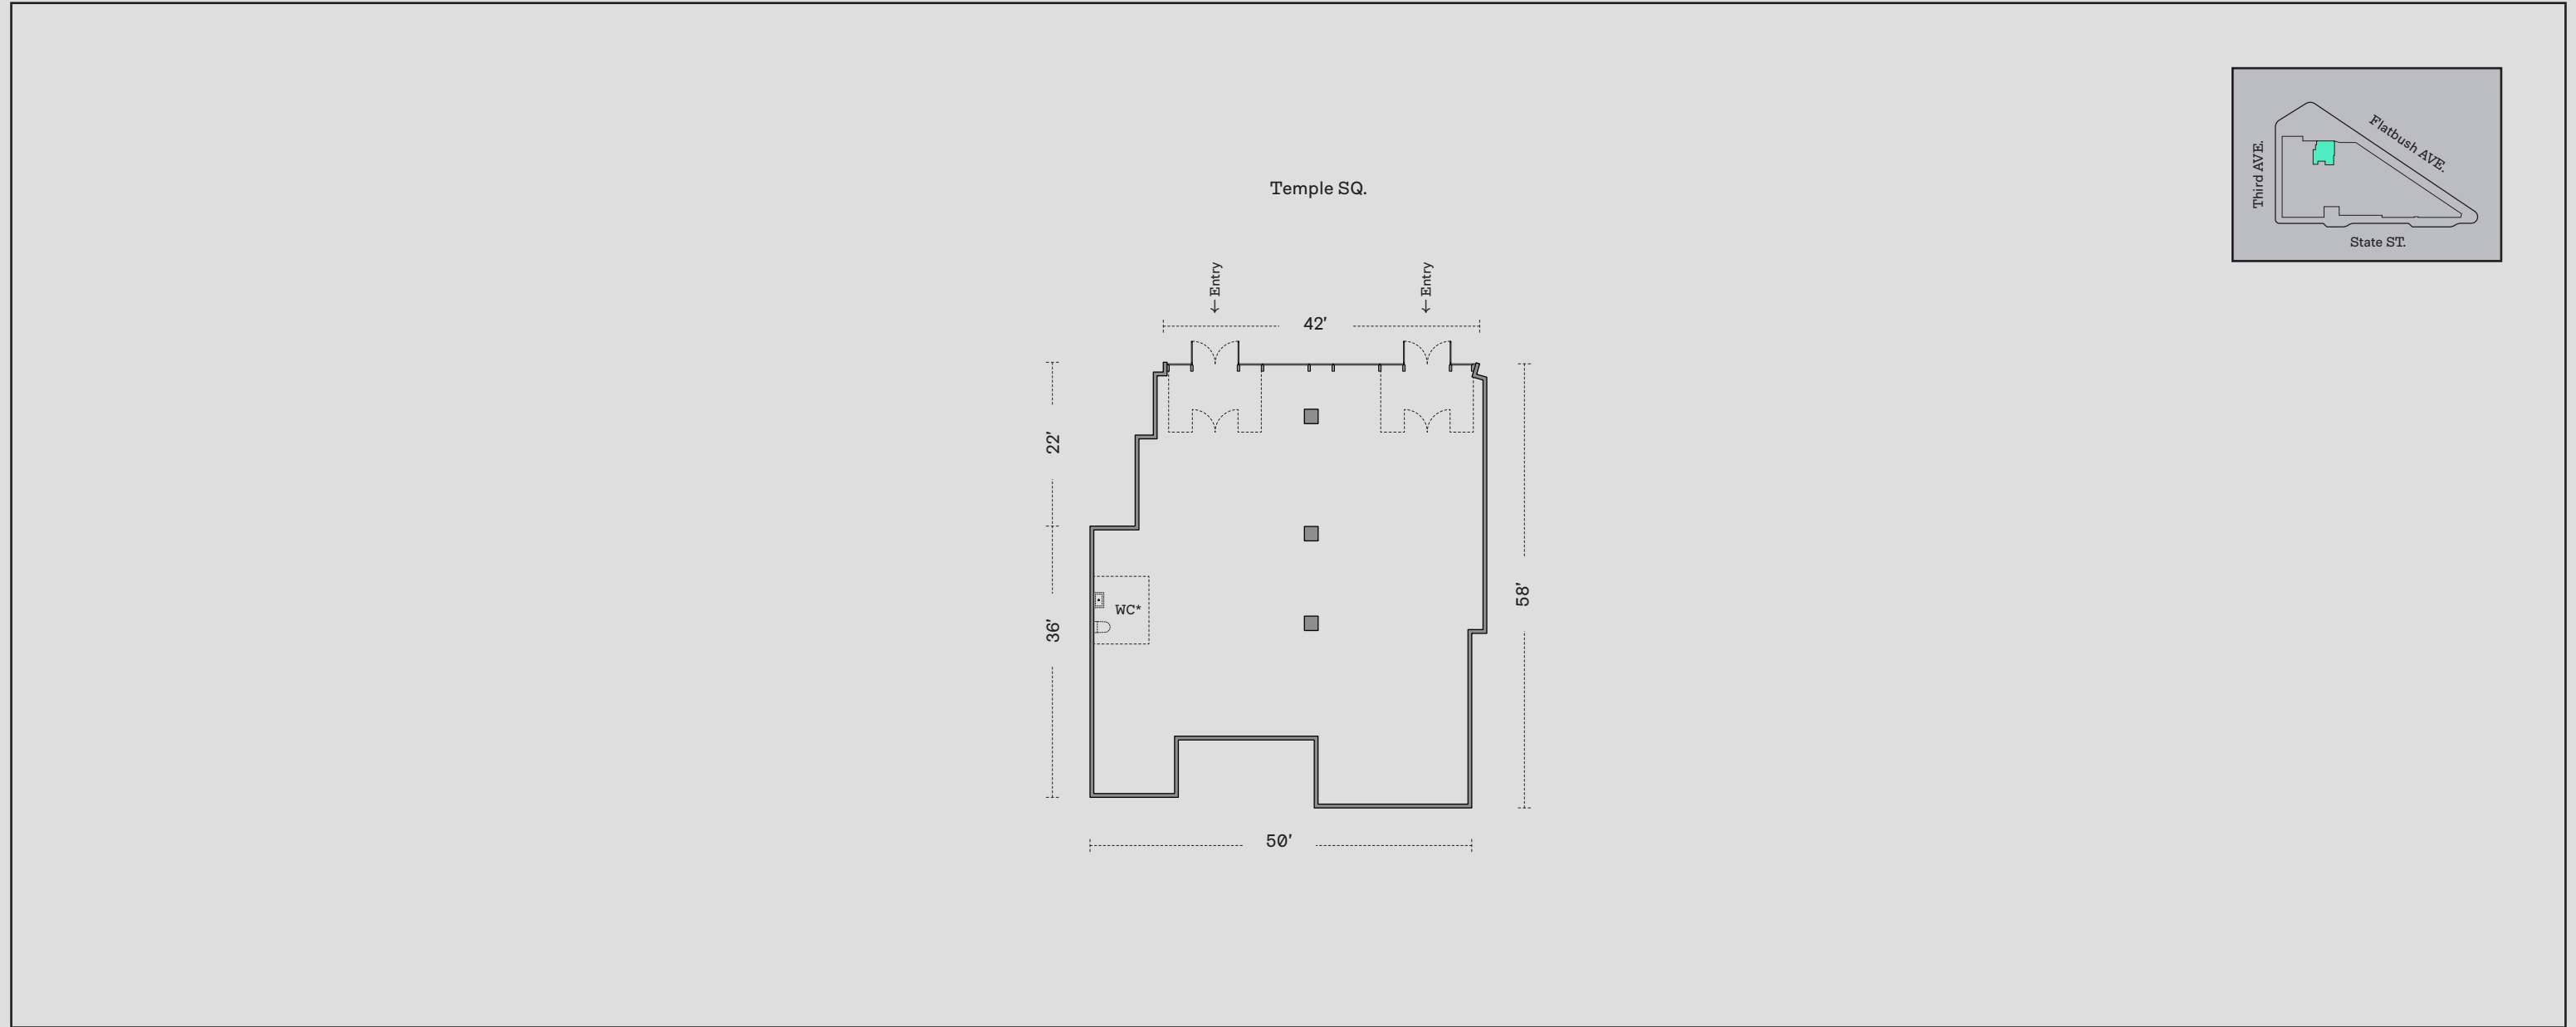 Temple SQ.
← Entry
← Entry
42′
22′
36′
58′
WC*
50′
Third AVE.
Flatbush AVE.
State ST.